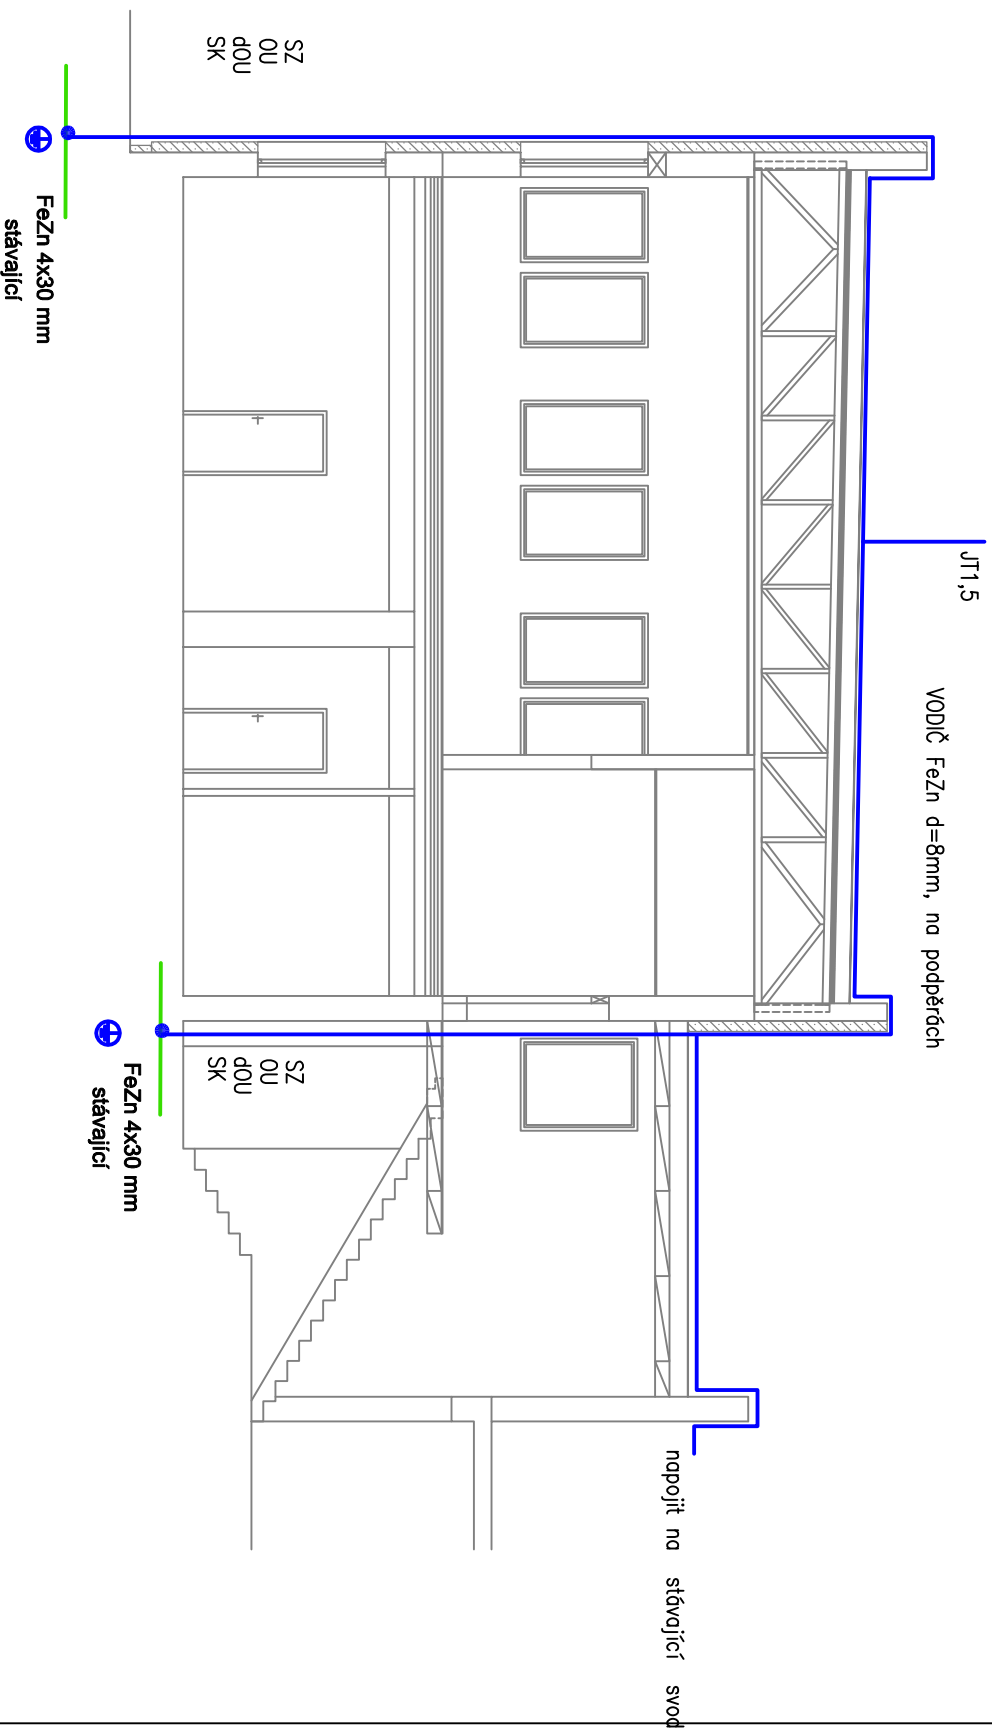 JT1,5
VODIČ FeZn d=8mm, na podpěrách
napojit na stávající svod
SZ
OU
dOU
SK
SZ
OU
dOU
SK
FeZn 4x30 mm
stávající
FeZn 4x30 mm
stávající